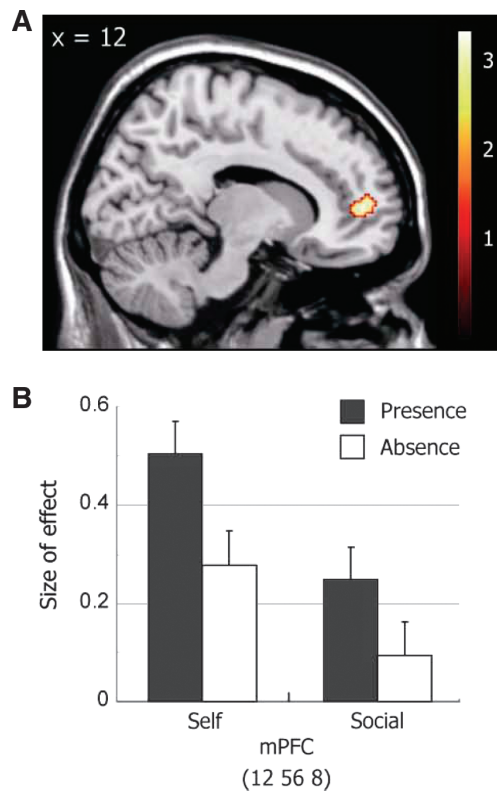 A
x = 12
3
2
1
B
0.6
0.4
0.2
0
Size of effect
Presence
Absence
Self
Social
mPFC
(12 56 8)